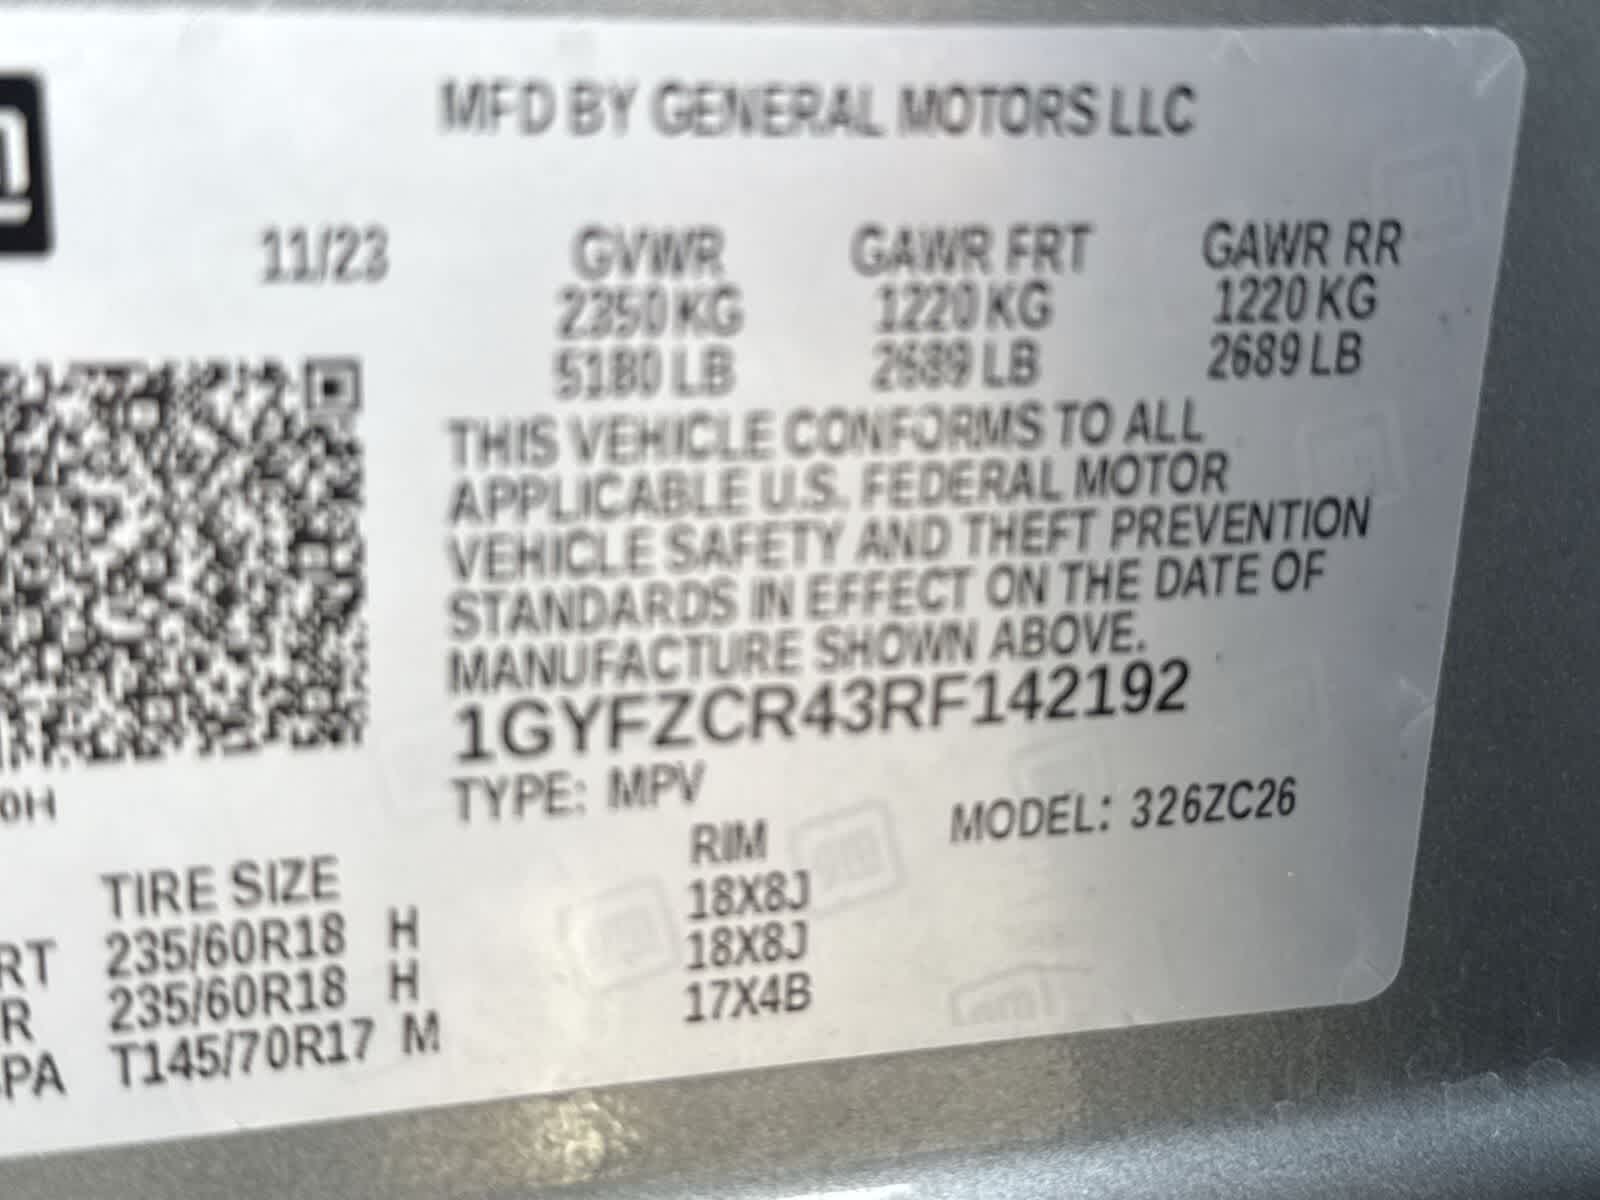 MFD BY GENERAL MOTORS LLC
11/23 GVWR GAWR FRT GAWR RR
2350 KG 1220 KG 1220 KG
5180 LB 2689 LB 2689 LB
THIS VEHICLE CONFORMS TO ALL
APPLICABLE U.S. FEDERAL MOTOR
VEHICLE SAFETY AND THEFT PREVENTION
STANDARDS IN EFFECT ON THE DATE OF
MANUFACTURE SHOWN ABOVE.
1GYFZCR43RF142192
0H
TYPE: MPV MODEL: 326ZC26
TIRE SIZE RIM
RT 235/60R18 H 18X8J
R 235/60R18 H 18X8J
PA T145/70R17 M 17X4B